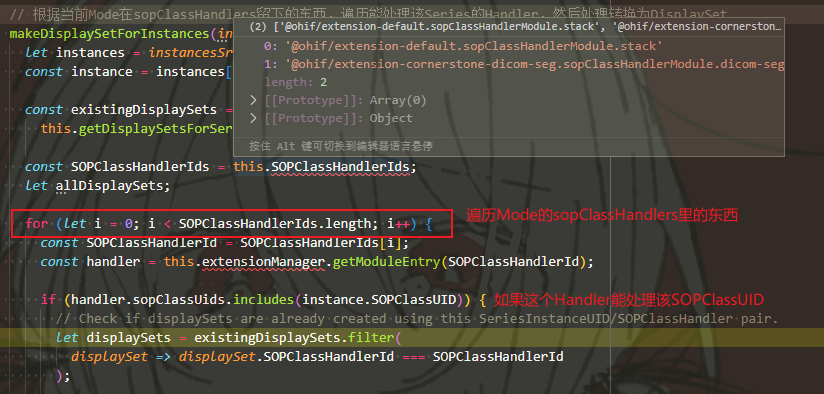 // 根据当前Mode在sopClassHandlers留下的东西，遍历能处理该Series的Handler，然后处理转换为DisplaySet
makeDisplaySetForInstances(in
(2) ['@ohif/extension-default.sopClassHandlerModule.stack', '@ohif/extension-cornerston…
let instances = instancesSr
0: '@ohif/extension-default.sopClassHandlerModule.stack'
const instance = instances[
1: '@ohif/extension-cornerstone-dicom-seg.sopClassHandlerModule.dicom-seg
length: 2
const existingDisplaySets =
[[Prototype]]: Array(0)
this.getDisplaySetsForSer
[[Prototype]]: Object
按住 Alt 键可切换到编辑器语言悬停
const SOPClassHandlerIds = this.SOPClassHandlerIds;
let allDisplaySets;
for (let i = 0; i < SOPClassHandlerIds.length; i++) {
遍历Mode的sopClassHandlers里的东西
const SOPClassHandlerId = SOPClassHandlerIds[i];
const handler = this.extensionManager.getModuleEntry(SOPClassHandlerId);
if (handler.sopClassUids.includes(instance.SOPClassUID)) {
如果这个Handler能处理该SOPClassUID
// Check if displaySets are already created using this SeriesInstanceUID/SOPClassHandler pair.
let displaySets = existingDisplaySets.filter(
displaySet => displaySet.SOPClassHandlerId === SOPClassHandlerId
);